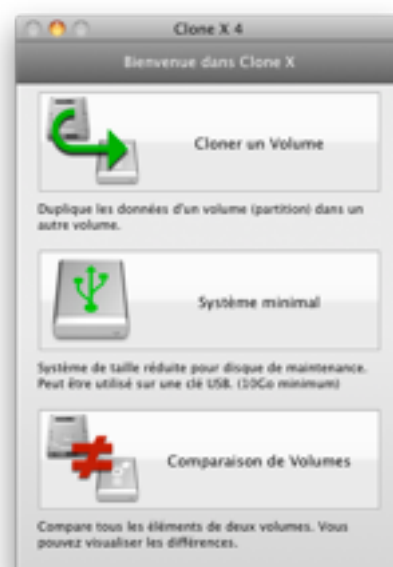 Clone X 4
Bienvenue dans Clone X
Cloner un Volume
Duplique les données d'un volume (partition) dans un
autre volume.
Système minimal
Système de taille réduite pour disque de maintenance.
Peut être utilisé sur une clé USB. (10Go minimum)
Comparaison de Volumes
Compare tous les éléments de deux volumes. Vous
pouvez visualiser les différences.